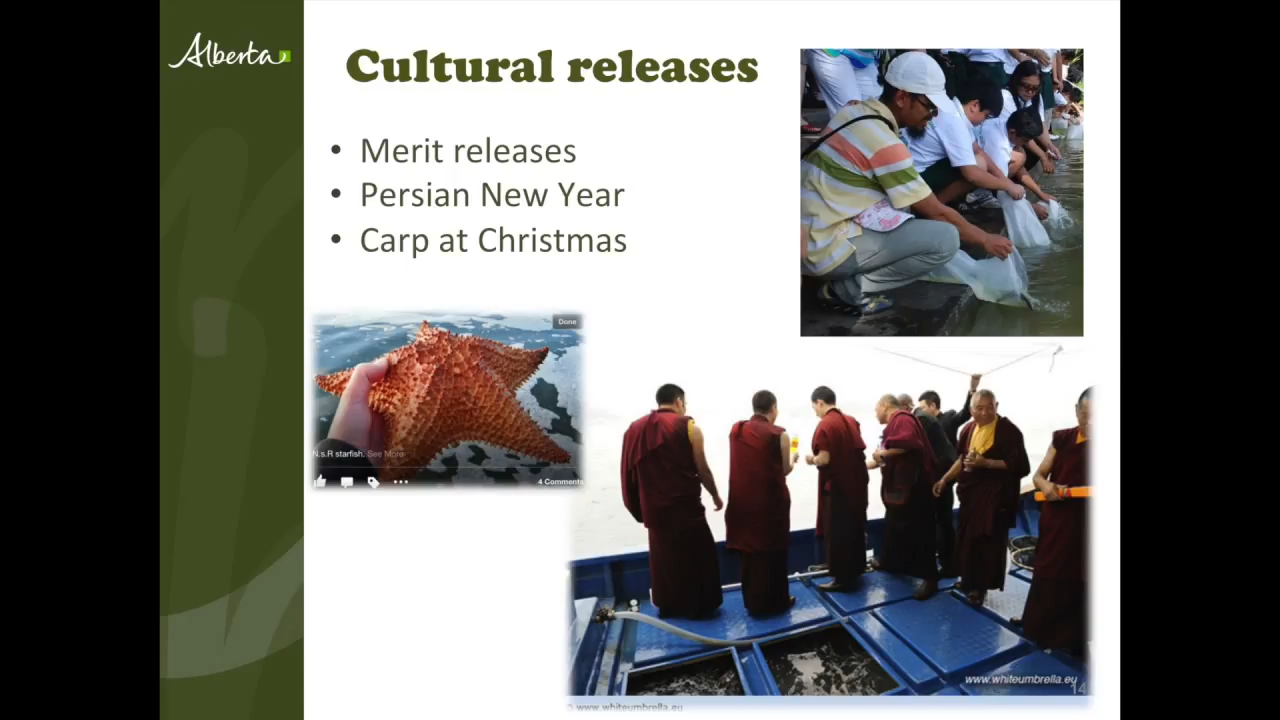 Alberta
Cultural releases
• Merit releases
• Persian New Year
• Carp at Christmas
Done
N.s.R starfish. See More
4 Comments
www.whiteumbrella.eu
14
www.whiteumbrella.eu